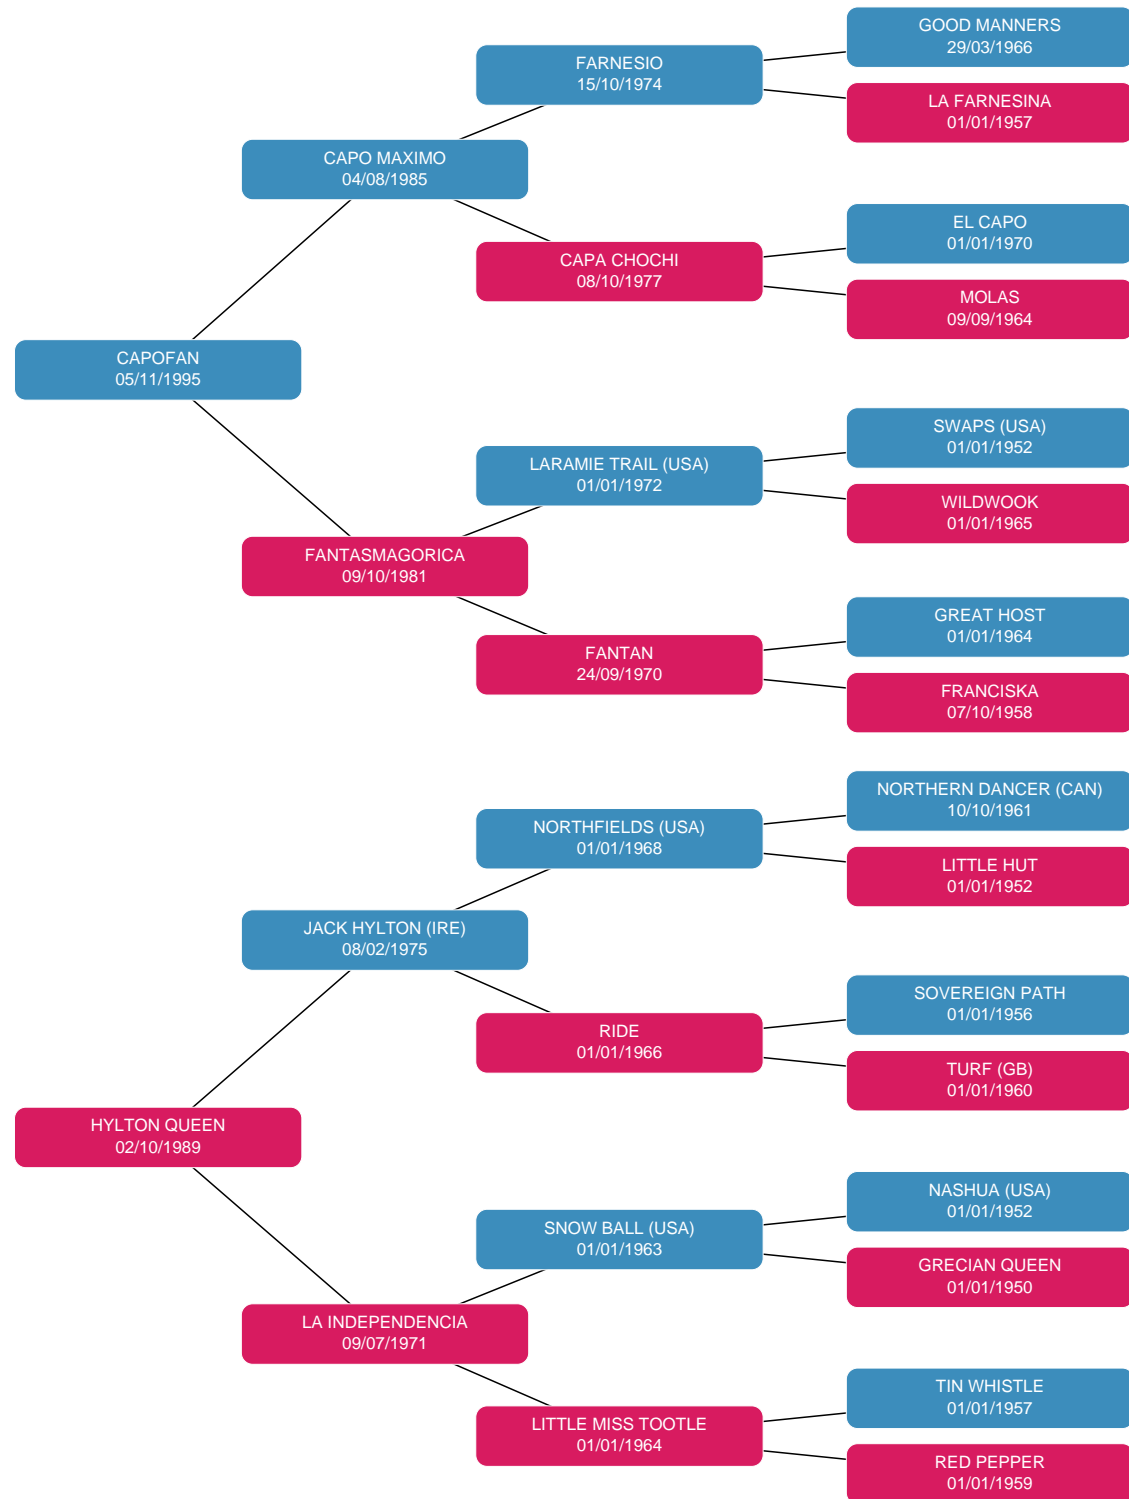 GOOD MANNERS
29/03/1966
FARNESIO
15/10/1974
LA FARNESINA
01/01/1957
CAPO MAXIMO
04/08/1985
EL CAPO
01/01/1970
CAPA CHOCHI
08/10/1977
MOLAS
09/09/1964
CAPOFAN
05/11/1995
SWAPS (USA)
01/01/1952
LARAMIE TRAIL (USA)
01/01/1972
WILDWOOK
01/01/1965
FANTASMAGORICA
09/10/1981
GREAT HOST
01/01/1964
FANTAN
24/09/1970
FRANCISKA
07/10/1958
NORTHERN DANCER (CAN)
10/10/1961
NORTHFIELDS (USA)
01/01/1968
LITTLE HUT
01/01/1952
JACK HYLTON (IRE)
08/02/1975
SOVEREIGN PATH
01/01/1956
RIDE
01/01/1966
TURF (GB)
01/01/1960
HYLTON QUEEN
02/10/1989
NASHUA (USA)
01/01/1952
SNOW BALL (USA)
01/01/1963
GRECIAN QUEEN
01/01/1950
LA INDEPENDENCIA
09/07/1971
TIN WHISTLE
01/01/1957
LITTLE MISS TOOTLE
01/01/1964
RED PEPPER
01/01/1959